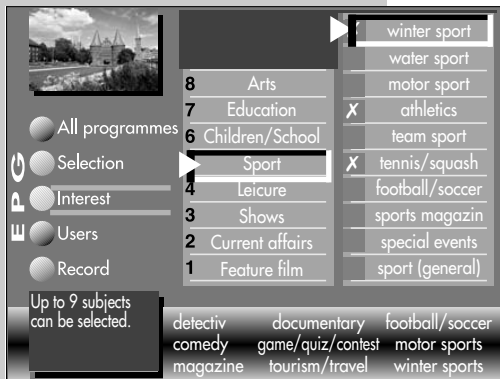 EPG
All programmes
Selection
Interest
Users
Record
Up to 9 subjects
can be selected.
8 Arts
7 Education
6 Children/School
Sport
4 Leicure
3 Shows
2 Current affairs
1 Feature film
✗ winter sport
water sport
motor sport
✗ athletics
team sport
✗ tennis/squash
football/soccer
sports magazin
special events
sport (general)
detectiv documentary football/soccer
comedy game/quiz/contest motor sports
magazine tourism/travel winter sports